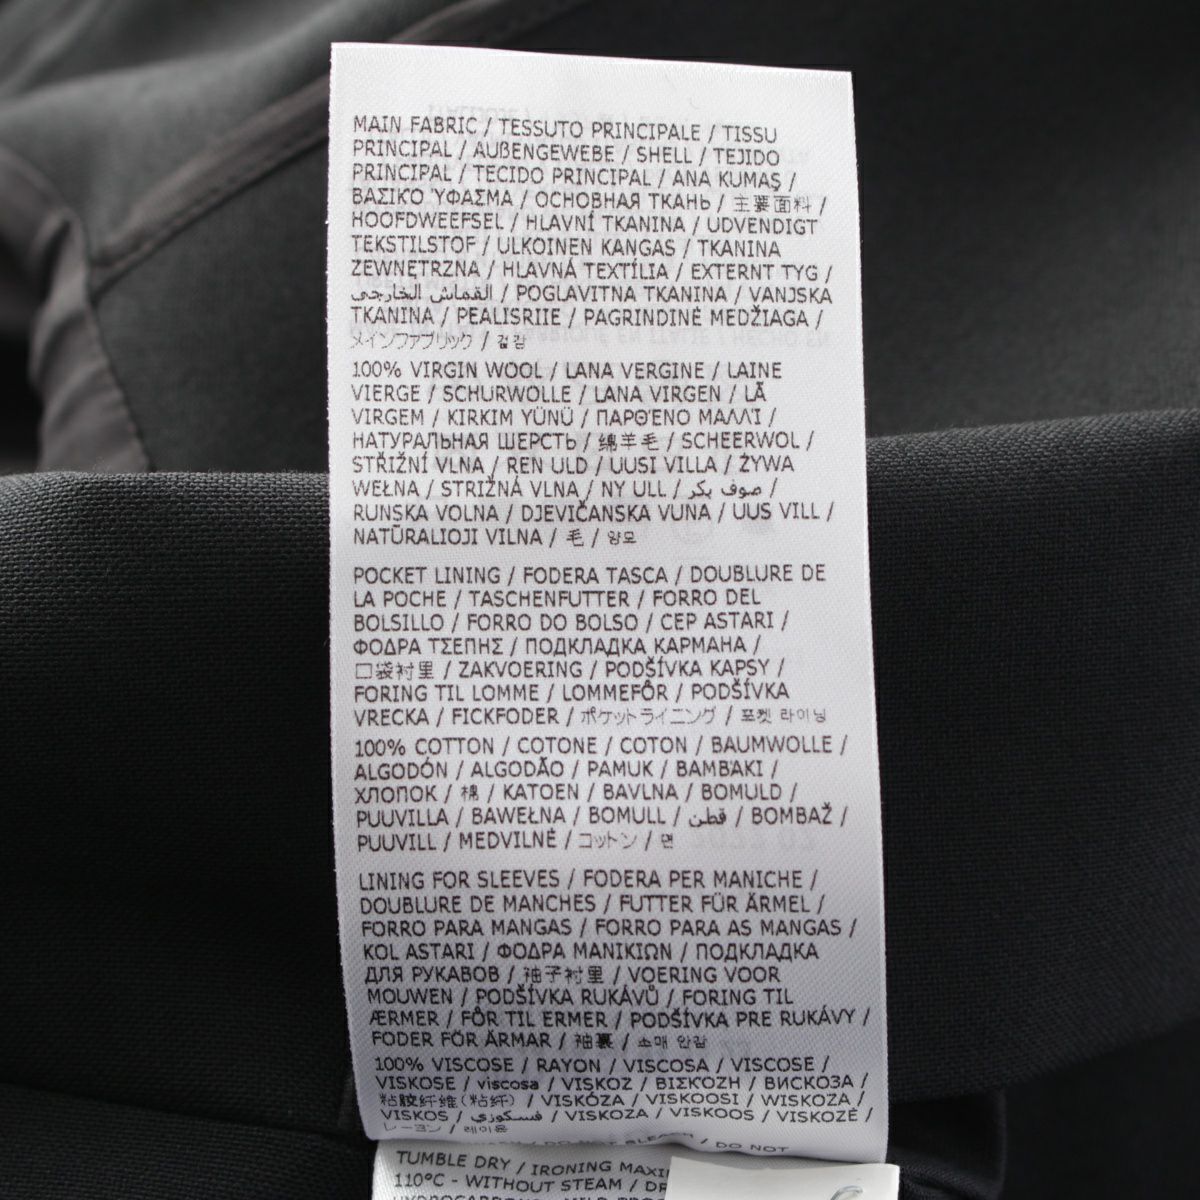 MAIN FABRIC / TESSUTO PRINCIPALE / TISSU
PRINCIPAL / AUßENGEWEBE / SHELL / TEJIDO
PRINCIPAL / TECIDO PRINCIPAL / ANA KUMAŞ /
ΒΑΣΙΚΟ ΎΦΑΣΜΑ / ОСНОВНАЯ ТКАНЬ / 主要面料 /
HOOFDWEEFSEL / HLAVNÍ TKANINA / UDVENDIGT
TEKSTILSTOF / ULKOINEN KANGAS / TKANINA
ZEWNĘTRZNA / HLAVNÁ TEXTÍLIA / EXTERNT TYG /
القماش الخارجي / POGLAVITNA TKANINA / VANJSKA
TKANINA / PEALISRIIE / PAGRINDINĖ MEDŽIAGA /
メインファブリック / 겉감
100% VIRGIN WOOL / LANA VERGINE / LAINE
VIERGE / SCHURWOLLE / LANA VIRGEN / LÃ
VIRGEM / KIRKIM YÜNÜ / ΠΑΡΘΈΝΟ ΜΑΛΛΊ /
НАТУРАЛЬНАЯ ШЕРСТЬ / 绵羊毛 / SCHEERWOL /
STŘIŽNÍ VLNA / REN ULD / UUSI VILLA / ŻYWA
WEŁNA / STRIŽNÁ VLNA / NY ULL / صوف بكر /
RUNSKA VOLNA / DJEVIČANSKA VUNA / UUS VILL /
NATŪRALIOJI VILNA / 毛 / 양모
POCKET LINING / FODERA TASCA / DOUBLURE DE
LA POCHE / TASCHENFUTTER / FORRO DEL
BOLSILLO / FORRO DO BOLSO / CEP ASTARI /
ΦΟΔΡΑ ΤΣΕΠΗΣ / ПОДКЛАДКА КАРМАНА /
口袋衬里 / ZAKVOERING / PODŠÍVKA KAPSY /
FORING TIL LOMME / LOMMEFÔR / PODŠÍVKA
VRECKA / FICKFODER / ポケットライニング / 포켓 라이닝
100% COTTON / COTONE / COTON / BAUMWOLLE /
ALGODÓN / ALGODÃO / PAMUK / ΒΑΜΒΆΚΙ /
ХЛОПОК / 棉 / KATOEN / BAVLNA / BOMULD /
PUUVILLA / BAWEŁNA / BOMULL / قطن / BOMBAŽ /
PUUVILL / MEDVILNĖ / コットン / 면
LINING FOR SLEEVES / FODERA PER MANICHE /
DOUBLURE DE MANCHES / FUTTER FÜR ÄRMEL /
FORRO PARA MANGAS / FORRO PARA AS MANGAS /
KOL ASTARI / ΦΟΔΡΑ ΜΑΝΙΚΙΩΝ / ПОДКЛАДКА
ДЛЯ РУКАВОВ / 袖子衬里 / VOERING VOOR
MOUWEN / PODŠÍVKA RUKÁVŮ / FORING TIL
ÆRMER / FÔR TIL ERMER / PODŠÍVKA PRE RUKÁVY /
FODER FÖR ÄRMAR / 袖裏 / 소매 안감
100% VISCOSE / RAYON / VISCOSA / VISCOSE /
VISKOSE / viscosa / VISKOZ / ΒΙΣΚΟΖΗ / ВИСКОЗА /
粘胶纤维(粘纤) / VISKÓZA / VISKOOSI / WISKOZA /
VISKOS / فسكوزي / VISKOZA / VISKOOS / VISKOZĖ /
レーヨン / 레이온
DO NOT BLEACH / DO NOT
TUMBLE DRY / IRONING
110°C - WITHOUT STEAM /